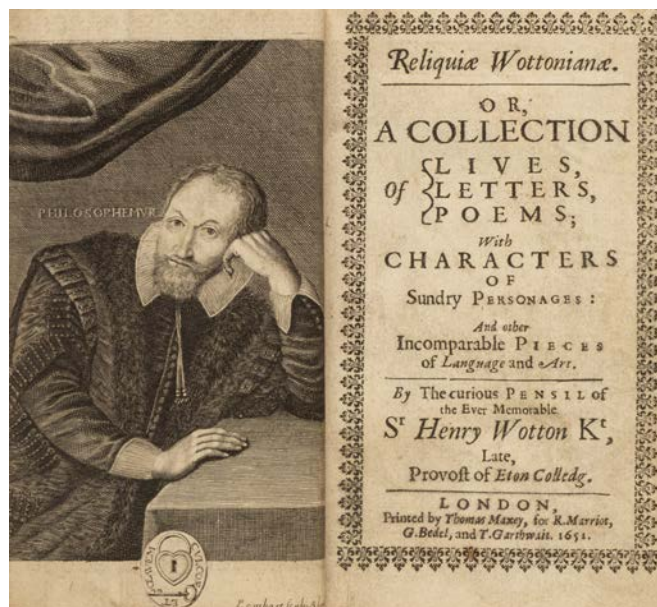 PHILOSOPHEMVR
Reliquiæ Wottonianæ.
OR,
A COLLECTION
Of { LIVES,
LETTERS,
POEMS;
With
CHARACTERS
OF
Sundry PERSONAGES:
And other
Incomparable PIECES
of Language and Art.
By The curious PENSIL of
the Ever Memorable
Sʳ Henry Wotton Kᵗ,
Late,
Provoſt of Eton Colledg.
LONDON,
Printed by Thomas Maxey, for R. Marriot,
G. Bedel, and T. Garthwait. 1651.